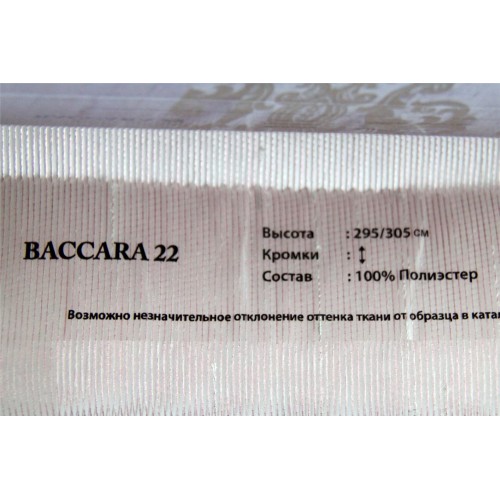 BACCARA 22
Высота : 295/305 см
Кромки : ↕
Состав : 100% Полиэстер
Возможно незначительное отклонение оттенка ткани от образца в ката